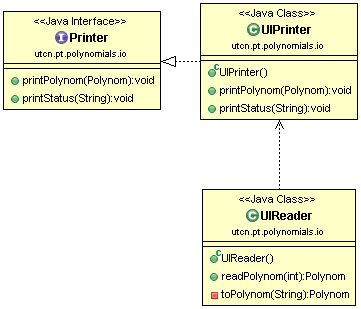 <<Java Interface>>
Printer
utcn.pt.polynomials.io
printPolynom(Polynom):void
printStatus(String):void
<<Java Class>>
UIPrinter
utcn.pt.polynomials.io
UIPrinter()
printPolynom(Polynom):void
printStatus(String):void
<<Java Class>>
UIReader
utcn.pt.polynomials.io
UIReader()
readPolynom(int):Polynom
toPolynom(String):Polynom